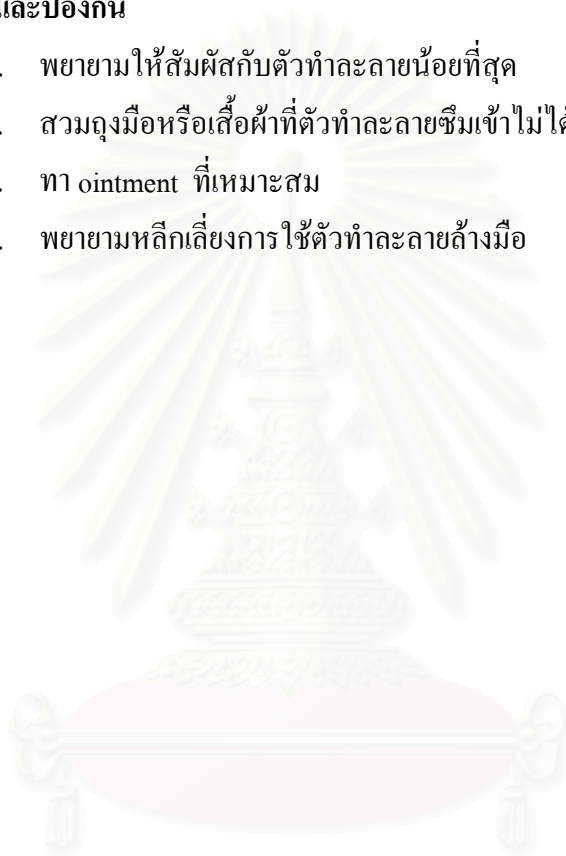 และป้องกัน
. พยายามให้สัมผัสกับตัวทำละลายน้อยที่สุด
. สวมถุงมือหรือเสื้อผ้าที่ตัวทำละลายซึมเข้าไม่ได้
. ทา ointment ที่เหมาะสม
. พยายามหลีกเลี่ยงการใช้ตัวทำละลายล้างมือ